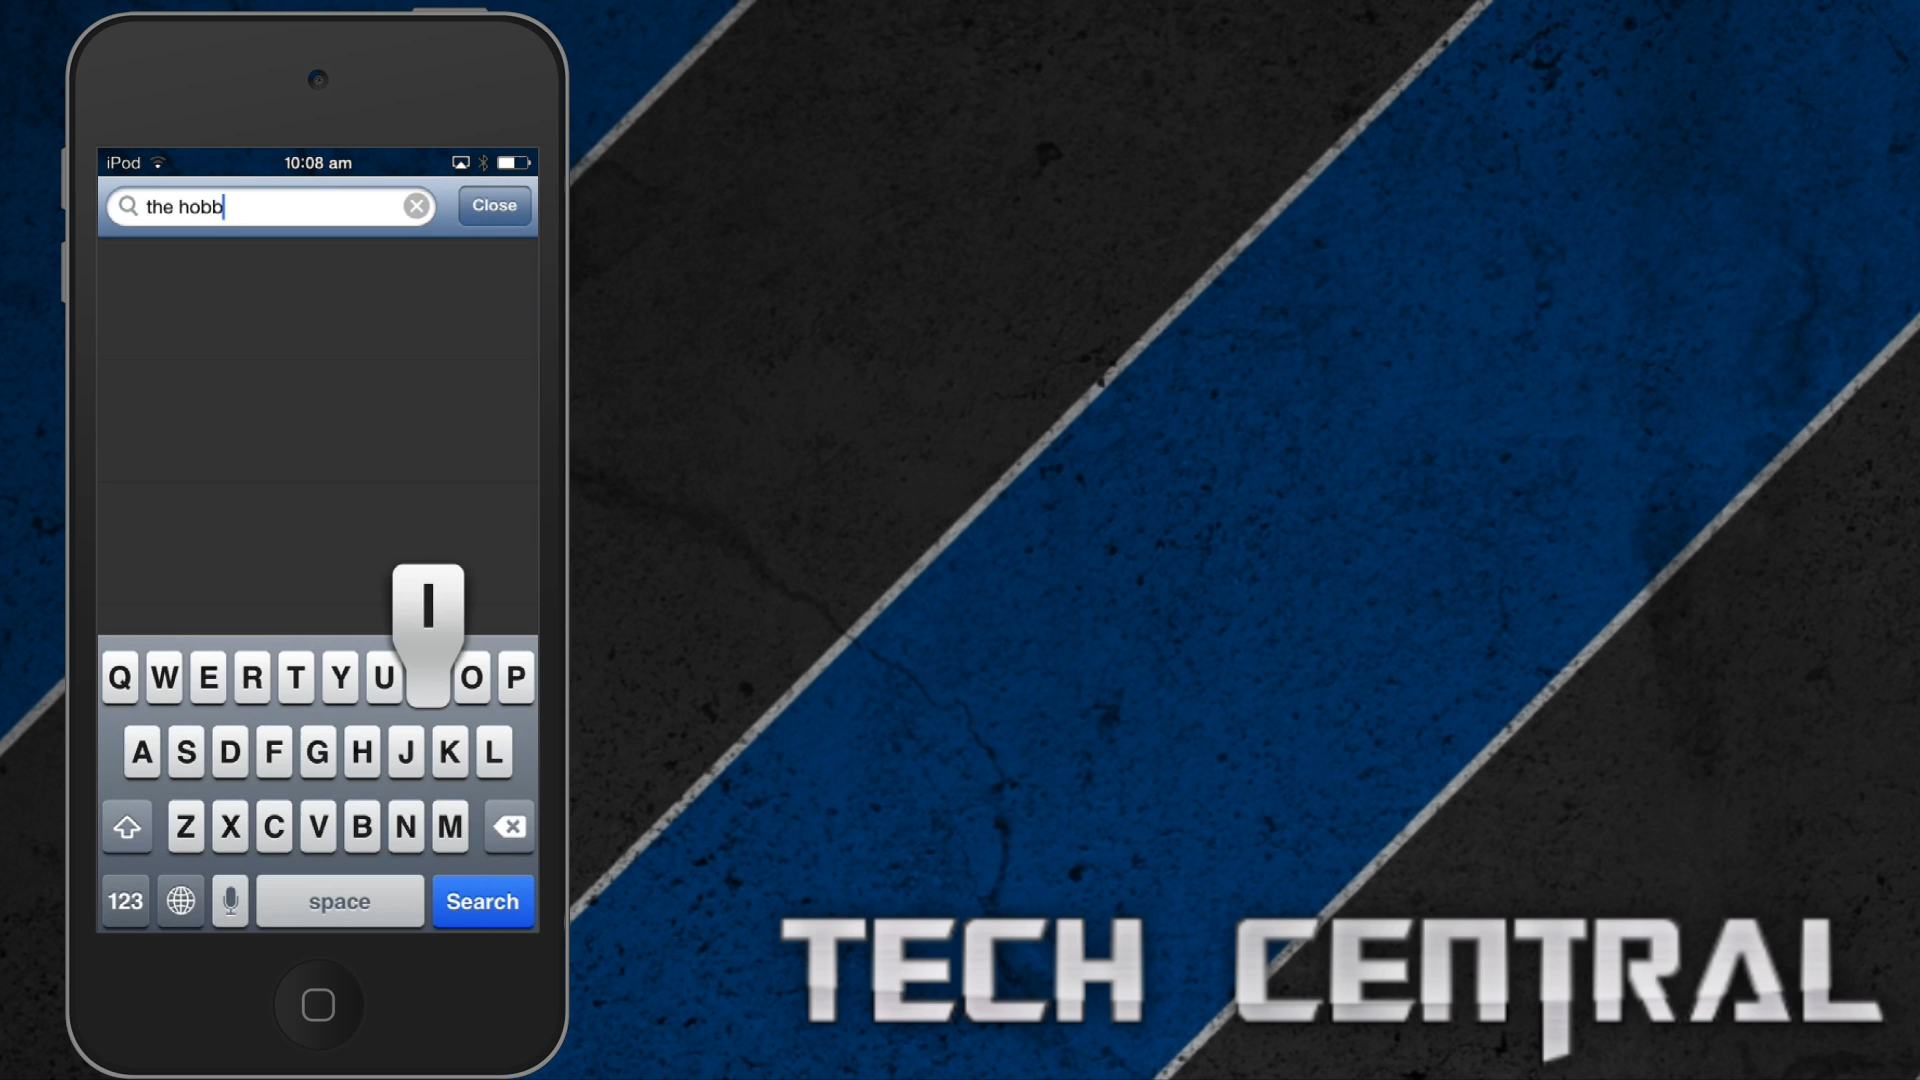 iPod 10:08 am
the hobb
Close
I
Q W E R T Y U O P
A S D F G H J K L
Z X C V B N M
123 space Search
TECH CENTRAL